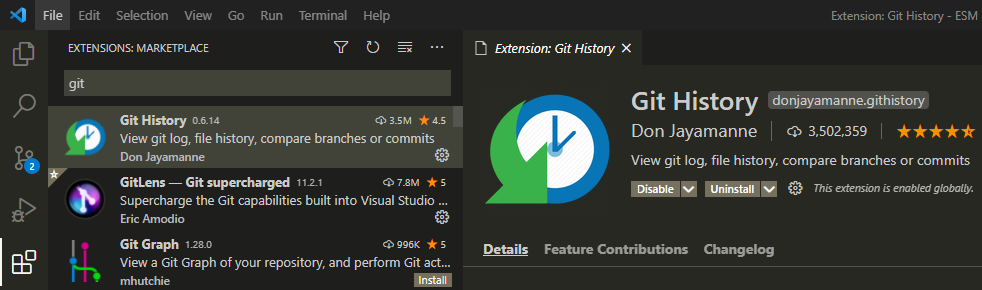 File Edit Selection View Go Run Terminal Help Extension: Git History - ESM
EXTENSIONS: MARKETPLACE
git
Git History 0.6.14 3.5M 4.5
View git log, file history, compare branches or commits
Don Jayamanne
GitLens — Git supercharged 11.2.1 7.8M 5
Supercharge the Git capabilities built into Visual Studio ...
Eric Amodio
Git Graph 1.28.0 996K 5
View a Git Graph of your repository, and perform Git act...
mhutchie Install
2
Extension: Git History
Git History donjayamanne.githistory
Don Jayamanne 3,502,359
View git log, file history, compare branches or commits
Disable Uninstall This extension is enabled globally.
Details Feature Contributions Changelog